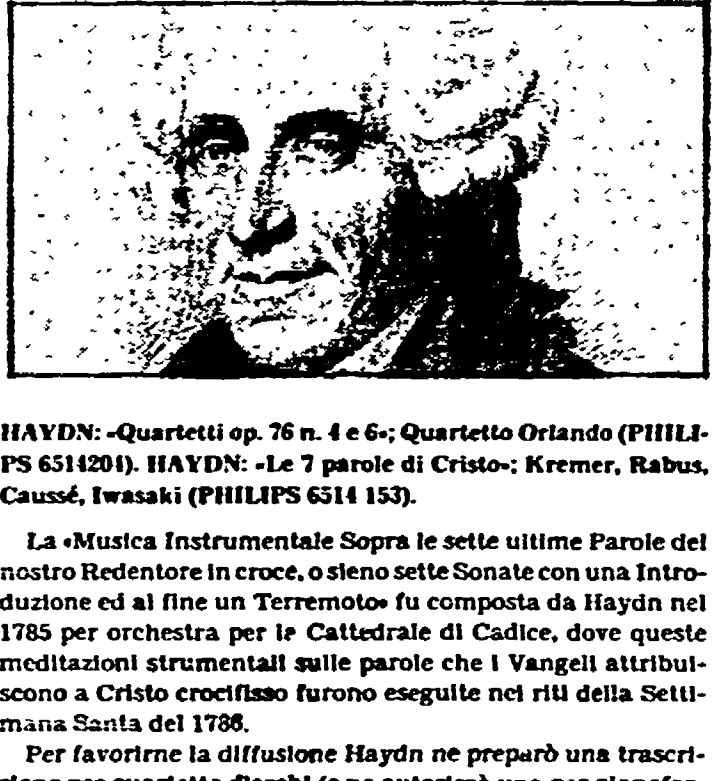 HAYDN: «Quartetti op. 76 n. 4 e 6»; Quartetto Orlando (PHILI-
PS 6514204). HAYDN: «Le 7 parole di Cristo»; Kremer, Rabus,
Caussé, Iwasaki (PHILIPS 6514 153).
La «Musica Instrumentale Sopra le sette ultime Parole del
nostro Redentore in croce, o sieno sette Sonate con una Intro-
duzione ed al fine un Terremoto» fu composta da Haydn nel
1785 per orchestra per la Cattedrale di Cadice, dove queste
meditazioni strumentali sulle parole che i Vangeli attribui-
scono a Cristo crocifisso furono eseguite nei riti della Setti-
mana Santa del 1786.
Per favorirne la diffusione Haydn ne preparò una trascri-